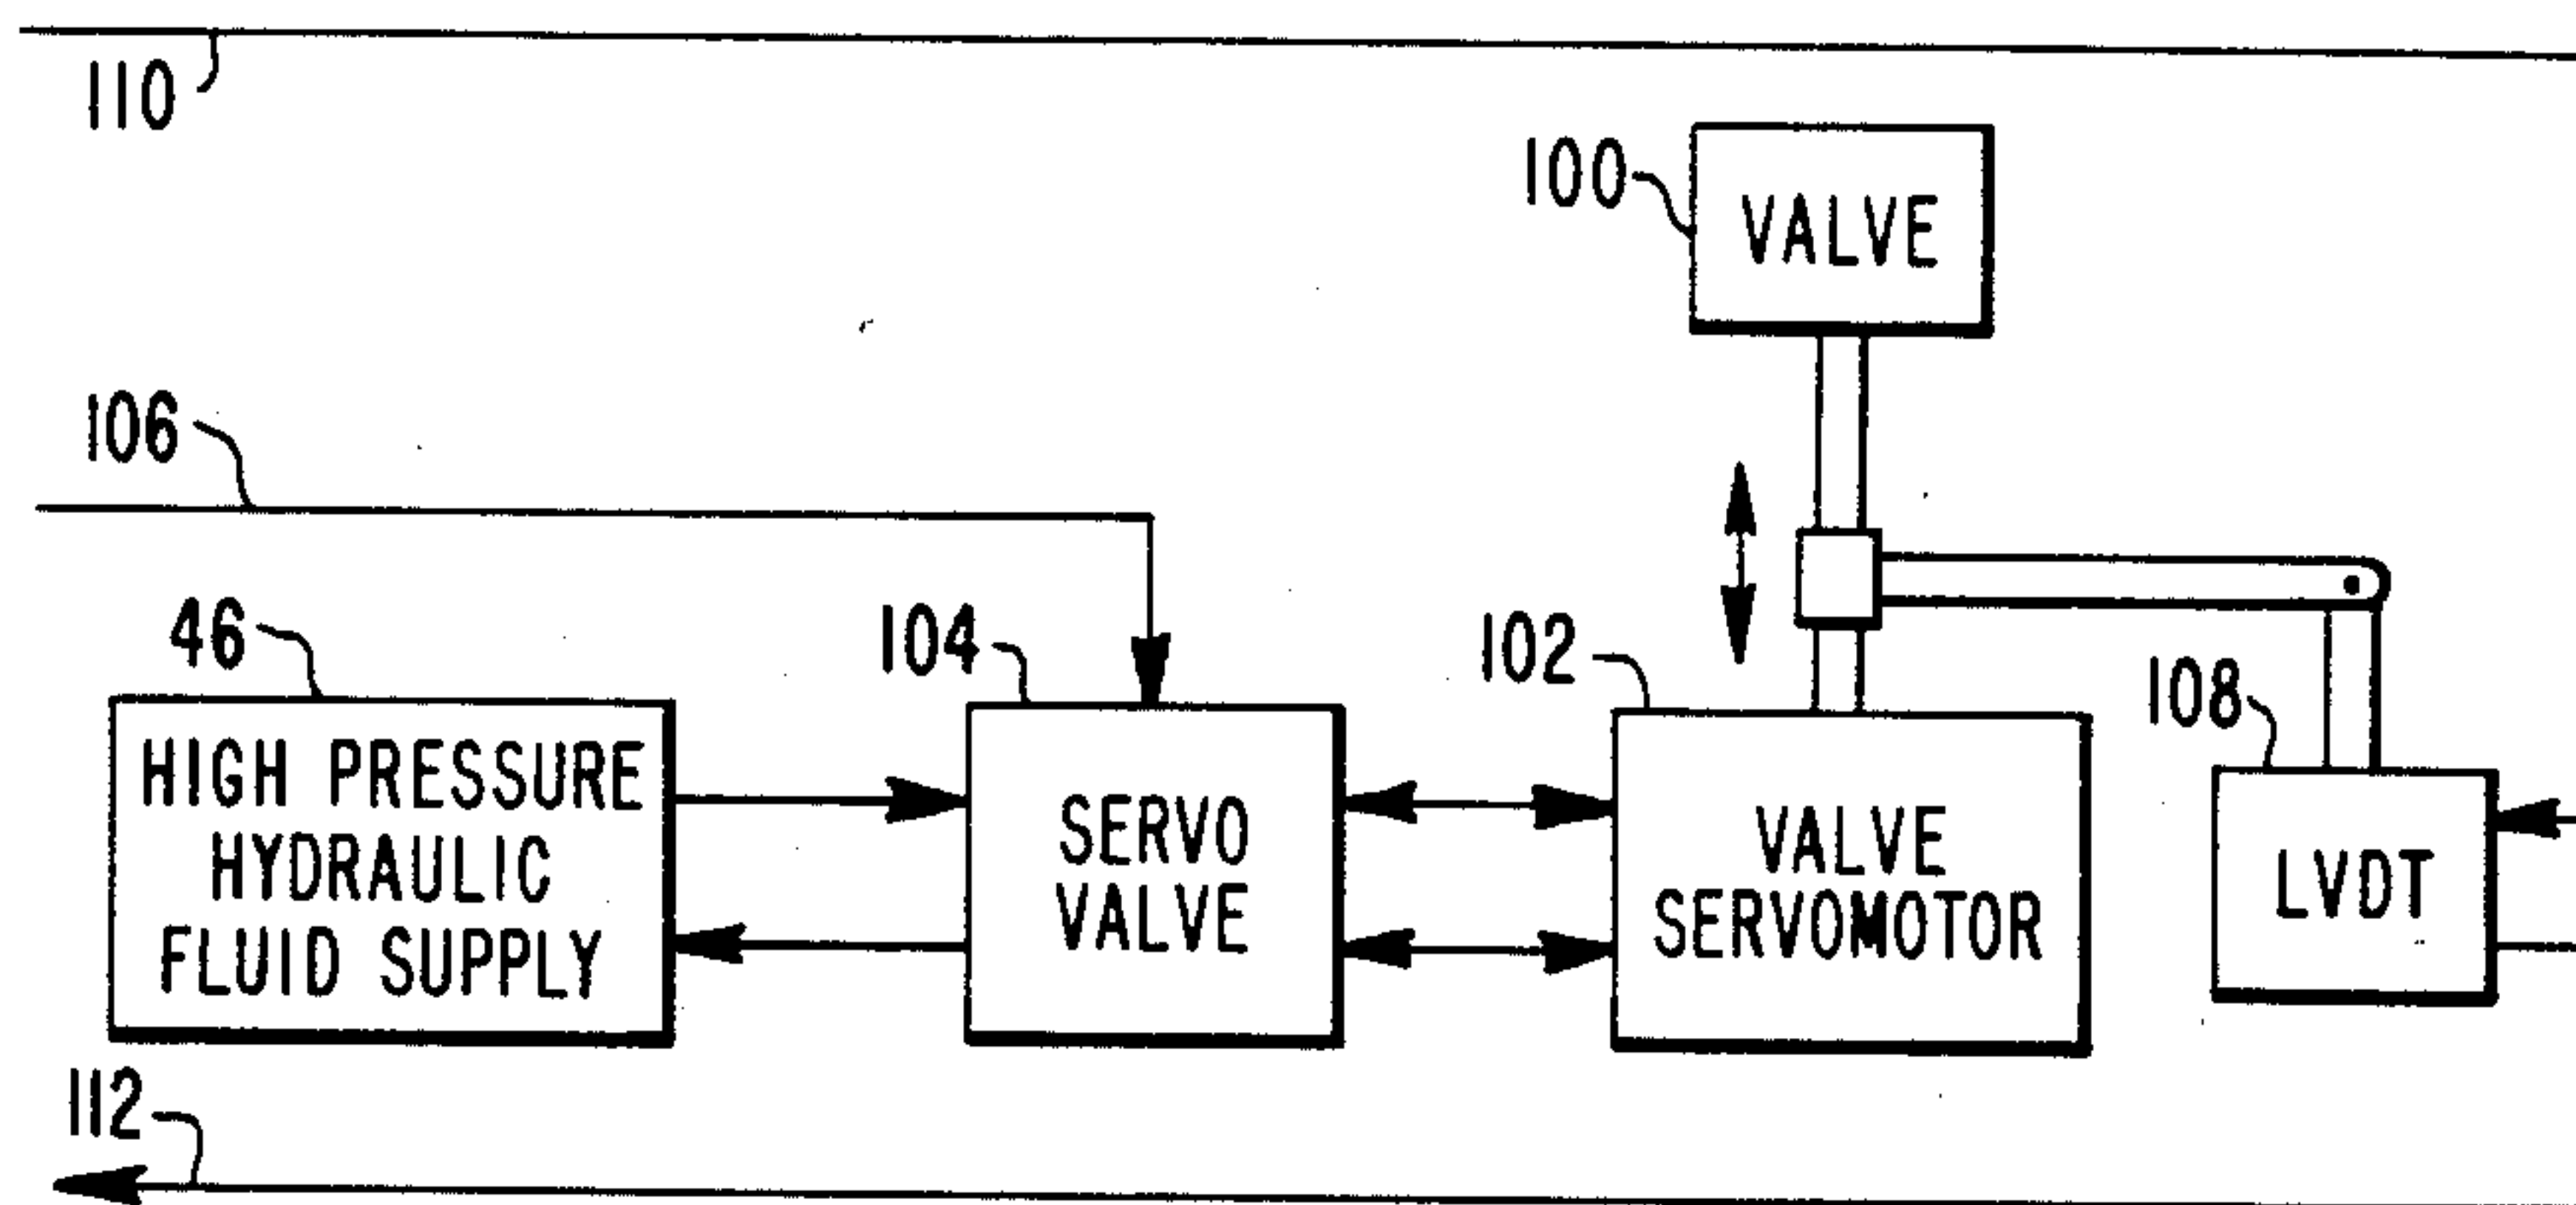 110
100
VALVE
106
46
104
102
108
HIGH PRESSURE
HYDRAULIC
FLUID SUPPLY
SERVO
VALVE
VALVE
SERVOMOTOR
LVDT
112